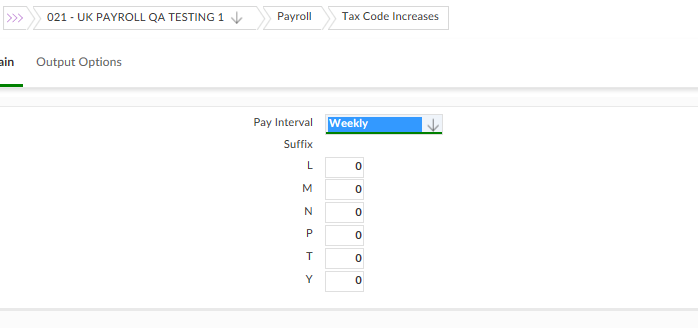 >>> 021 - UK PAYROLL QA TESTING 1 Payroll Tax Code Increases
ain Output Options
Pay Interval Weekly
Suffix
L 0
M 0
N 0
P 0
T 0
Y 0